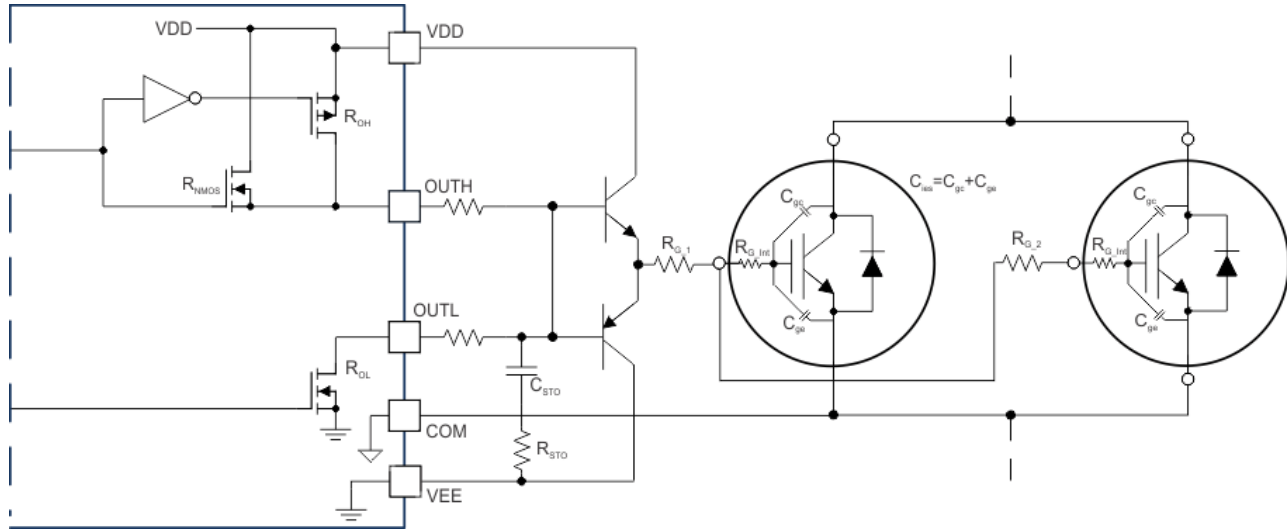 VDD
VDD
R_OH
R_NMOS
OUTH
OUTL
R_OL
C_STO
R_STO
COM
VEE
R_G_1
R_G_Int
C_gc
C_ge
C_ies=C_gc+C_ge
R_G_2
R_G_Int
C_gc
C_ge